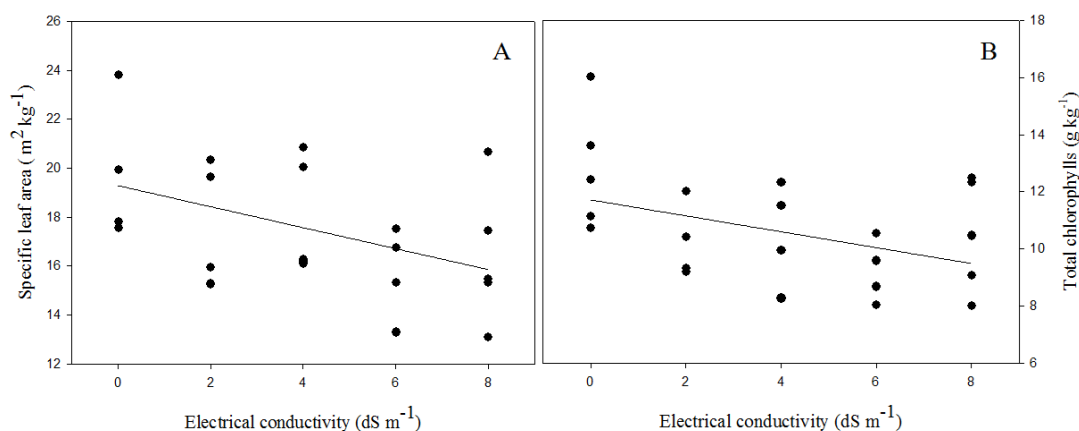 A
Specific leaf area ( m² kg⁻¹)
26
24
22
20
18
16
14
12
0 2 4 6 8
Electrical conductivity (dS m⁻¹)
B
Total chlorophylls (g kg⁻¹)
18
16
14
12
10
8
6
0 2 4 6 8
Electrical conductivity (dS m⁻¹)